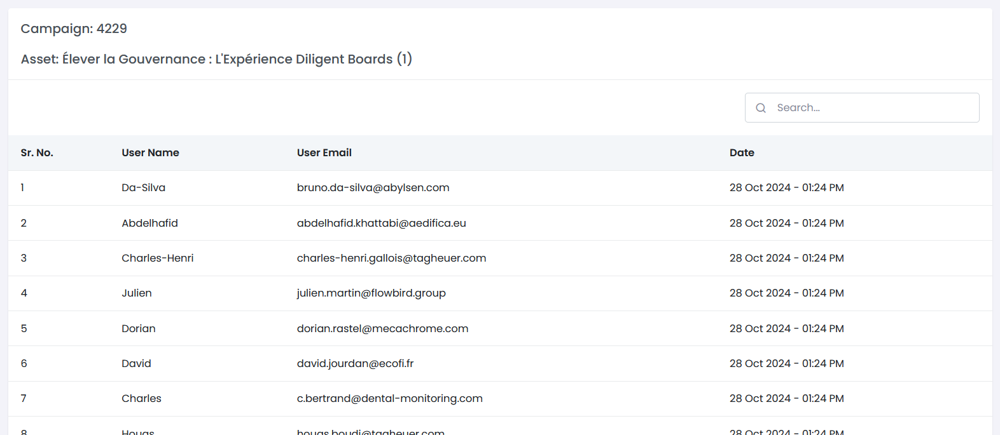 Campaign: 4229
Asset: Élever la Gouvernance : L'Expérience Diligent Boards (1)
Search...
Sr. No. User Name User Email Date
1 Da-Silva bruno.da-silva@abylsen.com 28 Oct 2024 - 01:24 PM
2 Abdelhafid abdelhafid.khattabi@aedifica.eu 28 Oct 2024 - 01:24 PM
3 Charles-Henri charles-henri.gallois@tagheuer.com 28 Oct 2024 - 01:24 PM
4 Julien julien.martin@flowbird.group 28 Oct 2024 - 01:24 PM
5 Dorian dorian.rastel@mecachrome.com 28 Oct 2024 - 01:24 PM
6 David david.jourdan@ecofi.fr 28 Oct 2024 - 01:24 PM
7 Charles c.bertrand@dental-monitoring.com 28 Oct 2024 - 01:24 PM
8 28 Oct 2024 - 01:24 PM